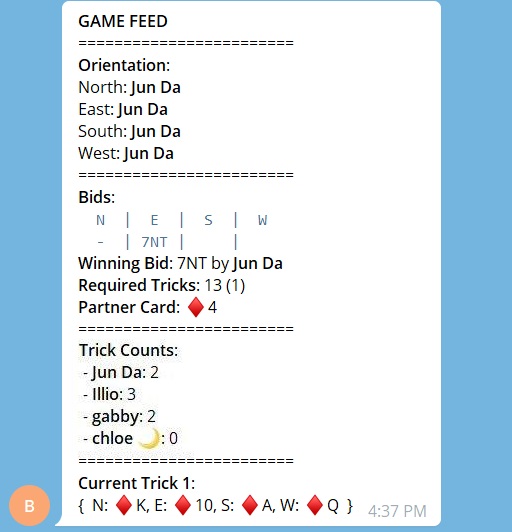 GAME FEED
========================
Orientation:
North: Jun Da
East: Jun Da
South: Jun Da
West: Jun Da
========================
Bids:
N | E | S | W
- | 7NT | |
Winning Bid: 7NT by Jun Da
Required Tricks: 13 (1)
Partner Card: ♦️ 4
========================
Trick Counts:
- Jun Da: 2
- Illio: 3
- gabby: 2
- chloe 🌙: 0
========================
Current Trick 1:
{ N: ♦️ K, E: ♦️ 10, S: ♦️ A, W: ♦️ Q }
4:37 PM
B